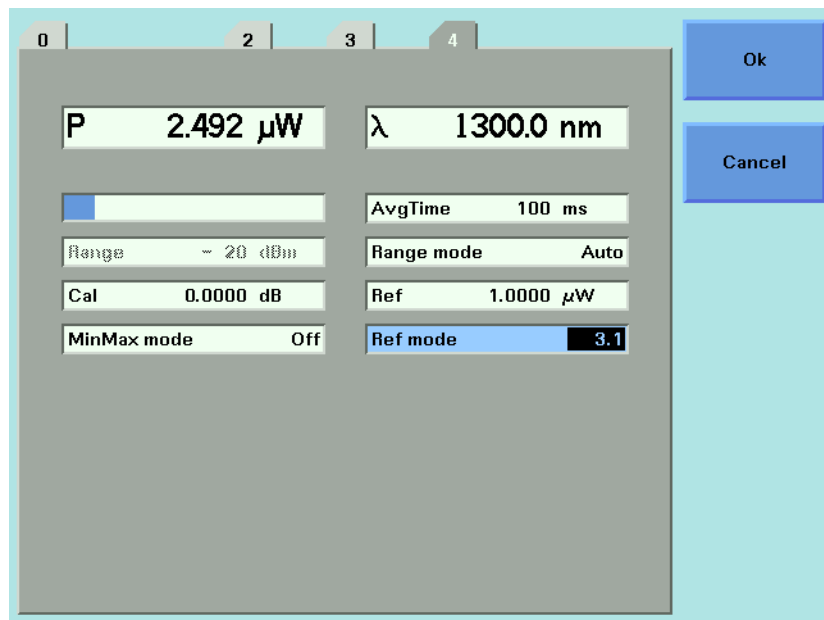 0 2 3 4
Ok
P 2.492 µW λ 1300.0 nm
Cancel
AvgTime 100 ms
Range - 20 dBm Range mode Auto
Cal 0.0000 dB Ref 1.0000 µW
MinMax mode Off Ref mode 3.1